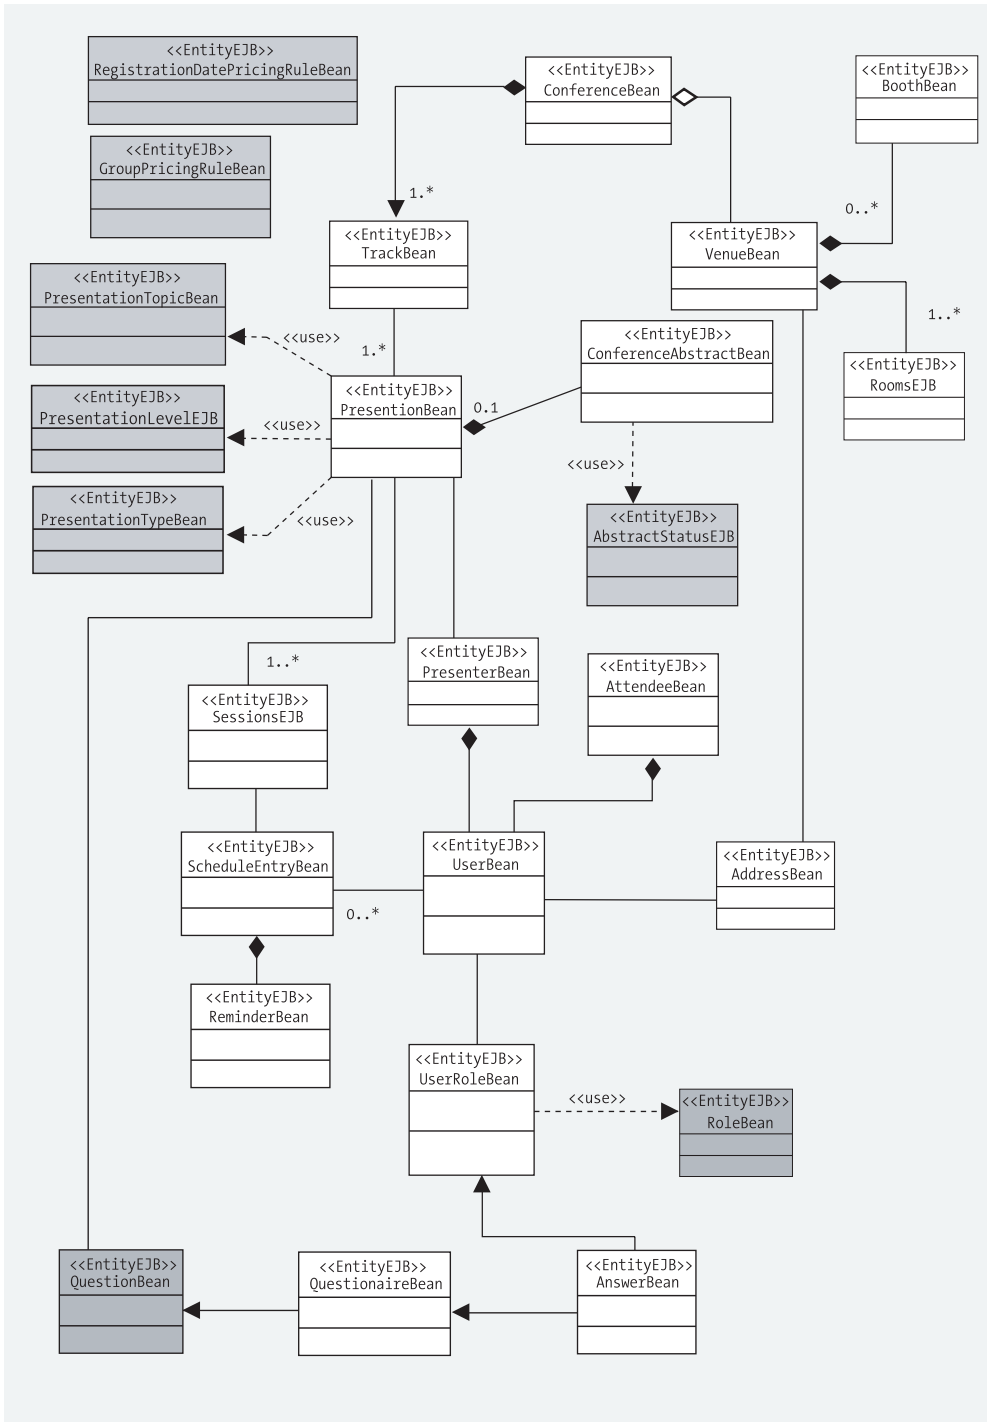 <<EntityEJB>>
RegistrationDatePricingRuleBean
<<EntityEJB>>
ConferenceBean
<<EntityEJB>>
BoothBean
<<EntityEJB>>
GroupPricingRuleBean
1.*
0..*
<<EntityEJB>>
TrackBean
<<EntityEJB>>
VenueBean
<<EntityEJB>>
PresentationTopicBean
<<use>>
1.*
<<EntityEJB>>
ConferenceAbstractBean
1..*
<<EntityEJB>>
RoomsEJB
<<EntityEJB>>
PresentationLevelEJB
<<use>>
<<EntityEJB>>
PresentionBean
0.1
<<use>>
<<EntityEJB>>
PresentationTypeBean
<<use>>
<<EntityEJB>>
AbstractStatusEJB
1..*
<<EntityEJB>>
PresenterBean
<<EntityEJB>>
AttendeeBean
<<EntityEJB>>
SessionsEJB
<<EntityEJB>>
ScheduleEntryBean
0..*
<<EntityEJB>>
UserBean
<<EntityEJB>>
AddressBean
<<EntityEJB>>
ReminderBean
<<EntityEJB>>
UserRoleBean
<<use>>
<<EntityEJB>>
RoleBean
<<EntityEJB>>
QuestionBean
<<EntityEJB>>
QuestionaireBean
<<EntityEJB>>
AnswerBean